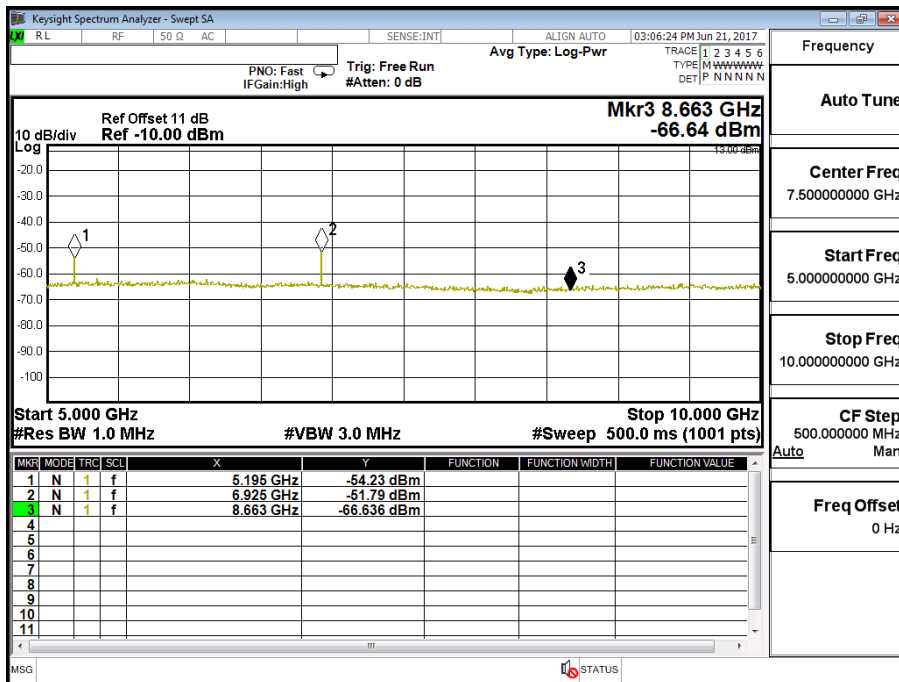 Keysight Spectrum Analyzer - Swept SA
LXI RL RF 50 Ω AC SENSE:INT ALIGN AUTO 03:06:24 PM Jun 21, 2017
Avg Type: Log-Pwr
TRACE 1 2 3 4 5 6
PNO: Fast Trig: Free Run
TYPE M WWWWW
IFGain:High #Atten: 0 dB
DET P N N N N N
Mkr3 8.663 GHz
-66.64 dBm
Ref Offset 11 dB
10 dB/div Ref -10.00 dBm
Log
13.00 dBm
-20.0
-30.0
-40.0
-50.0
-60.0
-70.0
-80.0
-90.0
-100
1
2
3
Start 5.000 GHz Stop 10.000 GHz
#Res BW 1.0 MHz #VBW 3.0 MHz #Sweep 500.0 ms (1001 pts)
MKR MODE TRC SCL X Y FUNCTION FUNCTION WIDTH FUNCTION VALUE
1 N 1 f 5.195 GHz -54.23 dBm
2 N 1 f 6.925 GHz -51.79 dBm
3 N 1 f 8.663 GHz -66.636 dBm
4
5
6
7
8
9
10
11
MSG STATUS
Frequency
Auto Tune
Center Freq
7.500000000 GHz
Start Freq
5.000000000 GHz
Stop Freq
10.000000000 GHz
CF Step
500.000000 MHz
Auto Man
Freq Offset
0 Hz